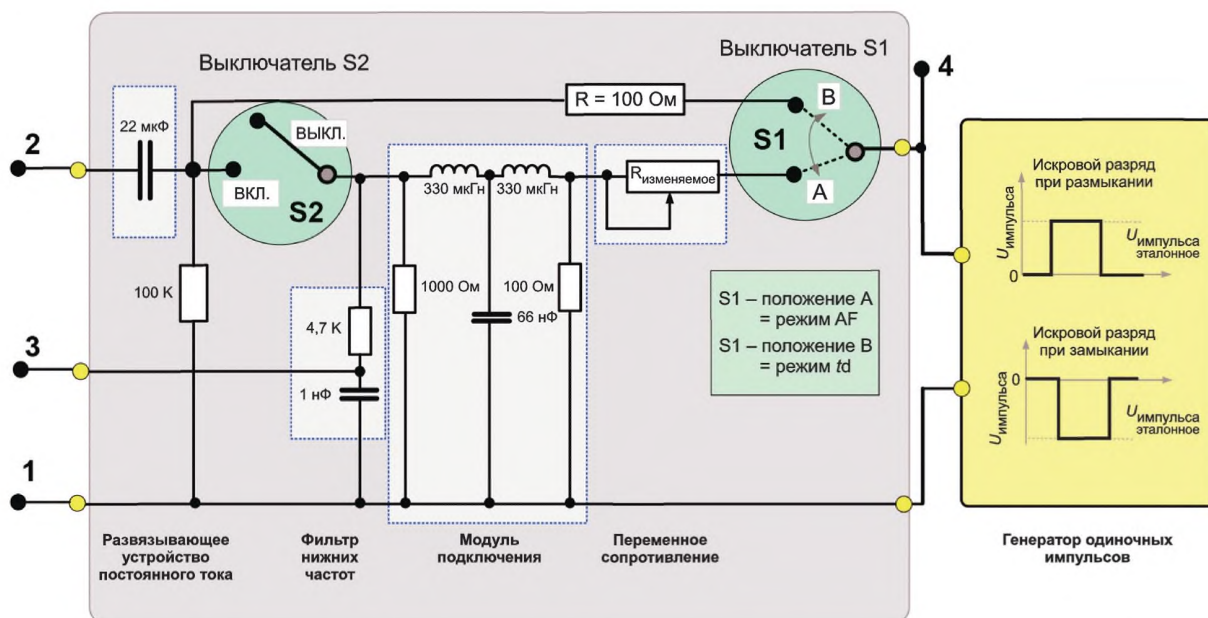 Выключатель S2
Выключатель S1
4
R = 100 Ом
B
S1
A
22 мкФ
2
ВЫКЛ.
ВКЛ.
S2
330 мкГн
330 мкГн
Rизменяемое
100 K
4,7 K
1 нФ
1000 Ом
66 нФ
100 Ом
3
1
S1 – положение A
= режим AF
S1 – положение B
= режим td
Искровой разряд
при размыкании
Uимпульса
0
Uимпульса
эталонное
Искровой разряд
при замыкании
0
Uимпульса
Uимпульса
эталонное
Развязывающее
устройство
постоянного тока
Фильтр
нижних
частот
Модуль
подключения
Переменное
сопротивление
Генератор одиночных
импульсов